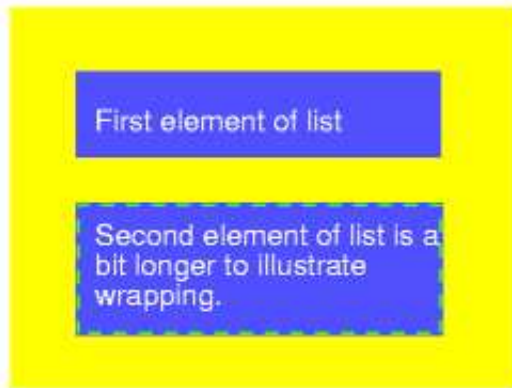 First element of list
Second element of list is a
bit longer to illustrate
wrapping.